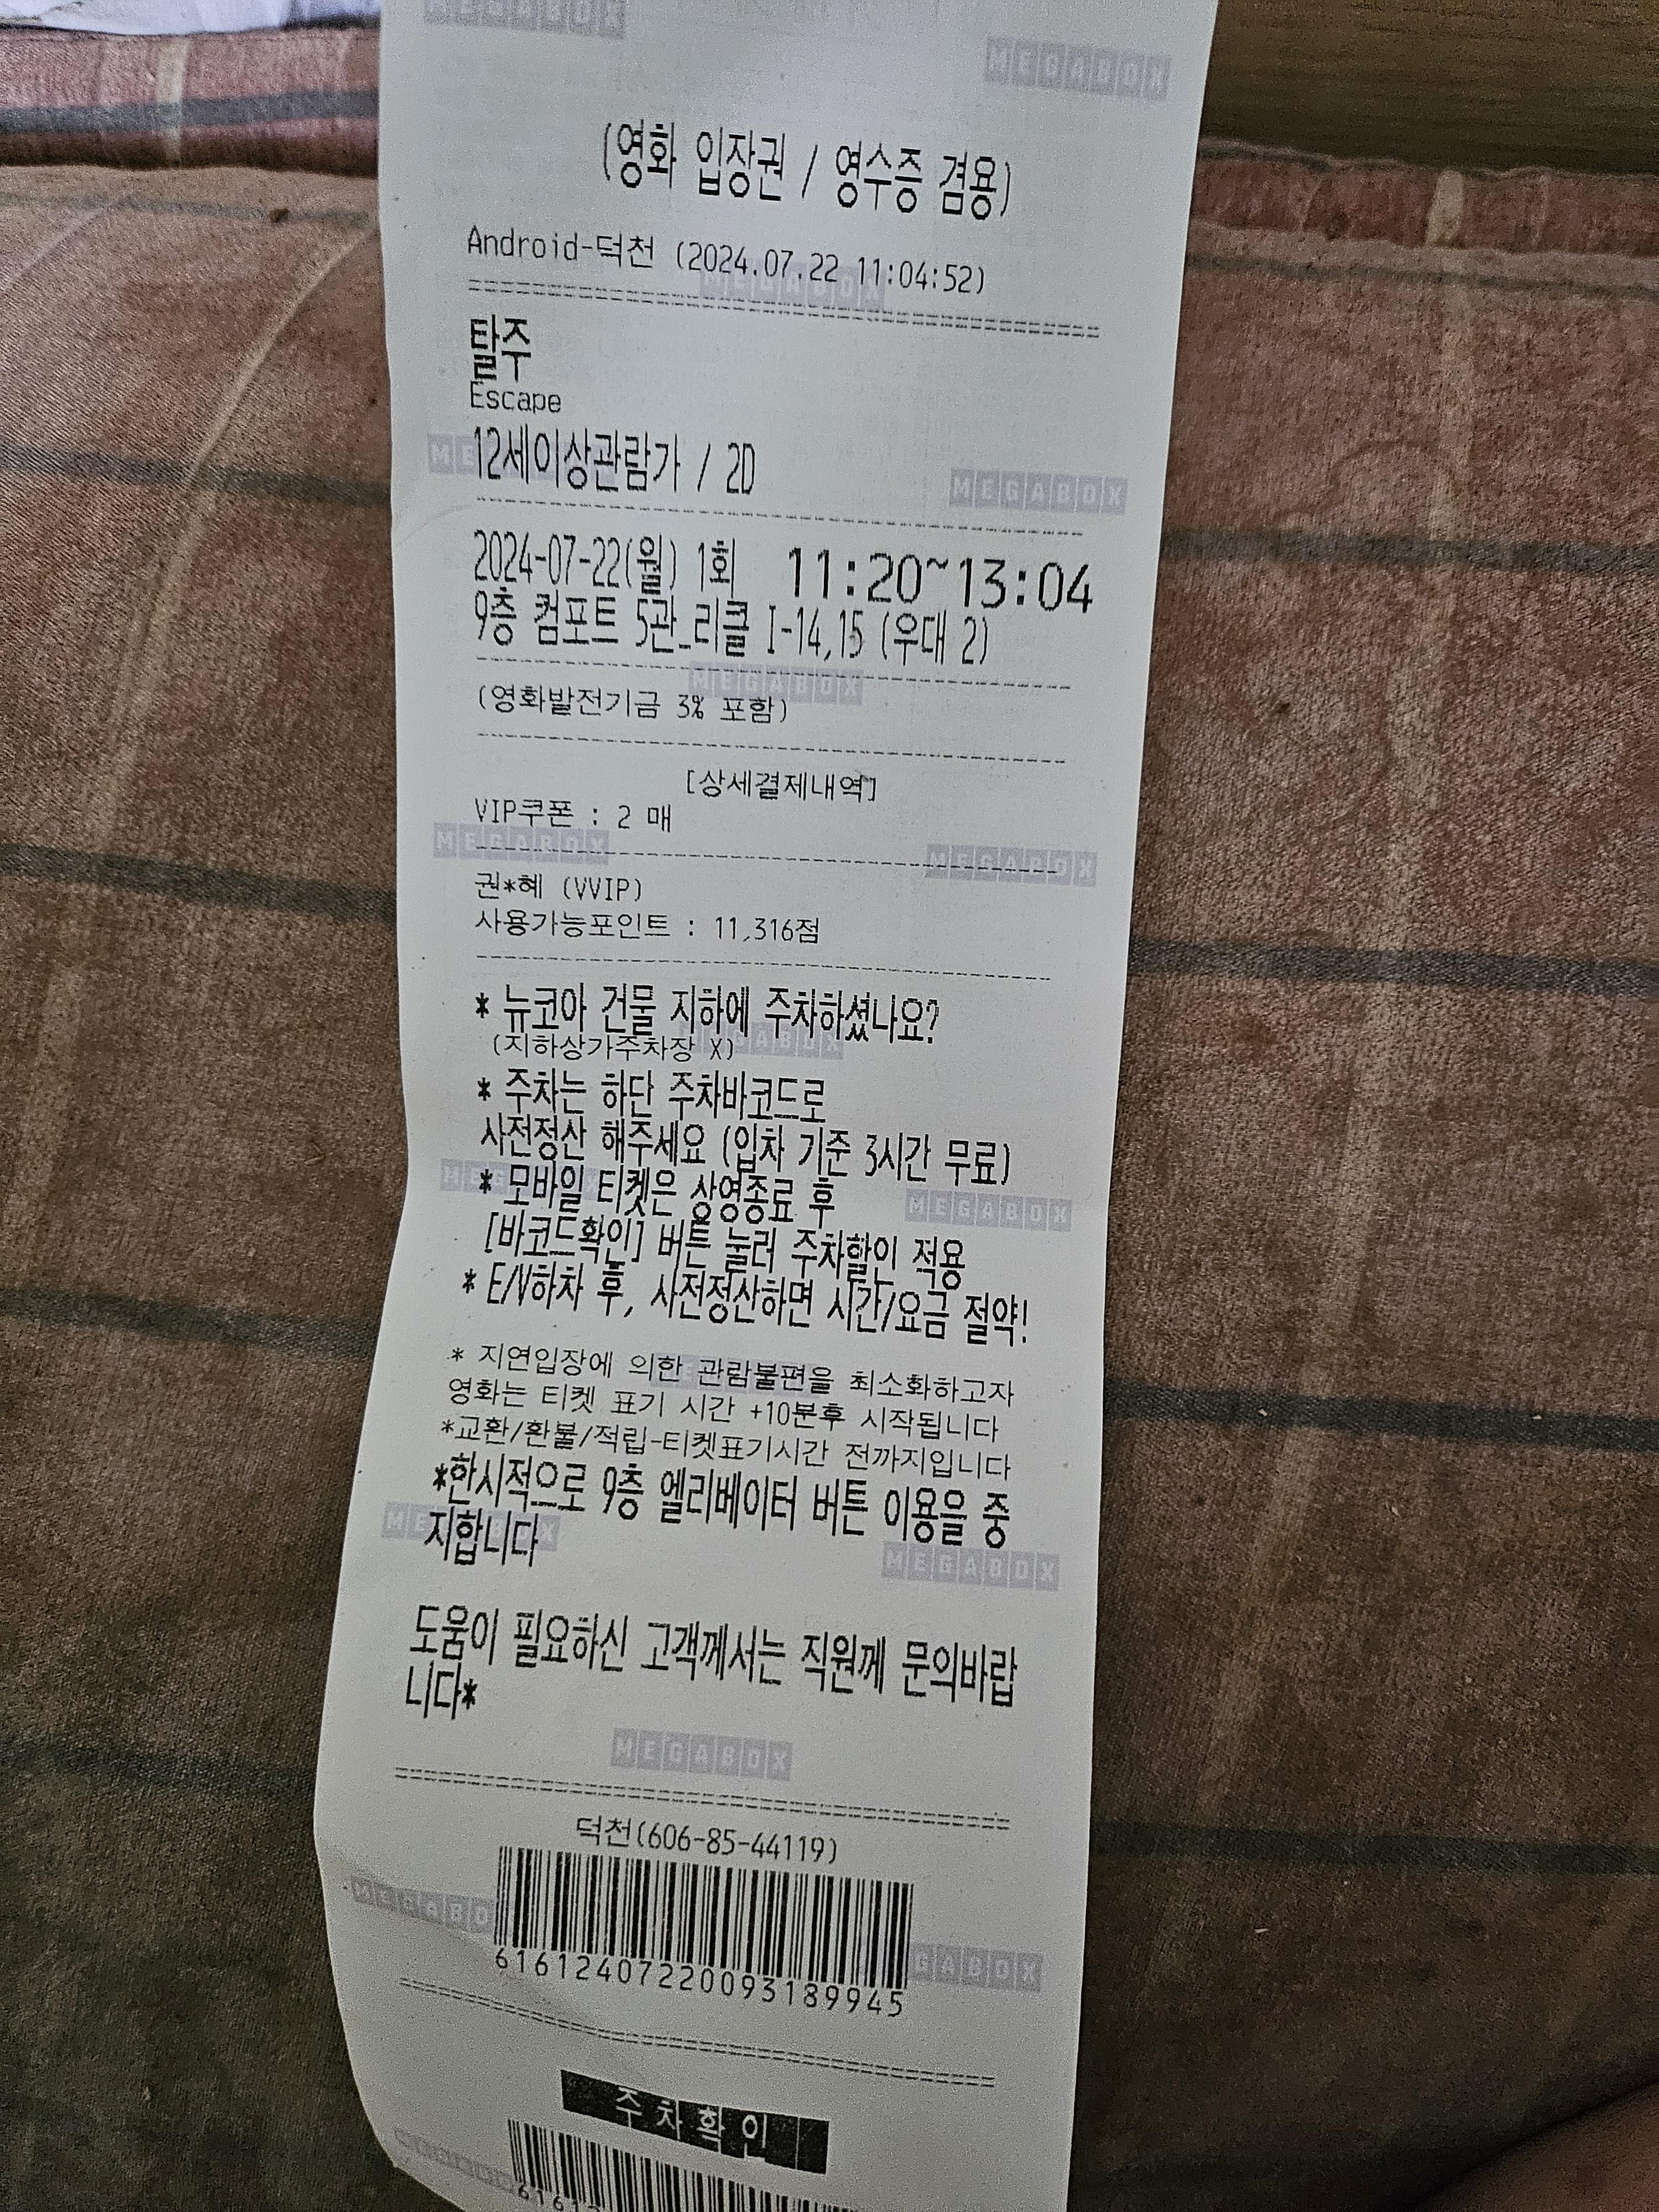 MEGABOX
MEGABOX
(영화 입장권 / 영수증 겸용)
Android-덕천 (2024.07.22 11:04:52)
MEGABOX
탈주
Escape
12세이상관람가 / 2D
MEGABOX
2024-07-22(월) 1회 11:20~13:04
9층 컴포트 5관_리클 I-14,15 (우대 2)
MEGABOX
(영화발전기금 3% 포함)
[상세결제내역]
VIP쿠폰 : 2 매
MEGABOX
MEGABOX
권*혜 (VVIP)
사용가능포인트 : 11,316점
* 뉴코아 건물 지하에 주차하셨나요?
(지하상가주차장 X)
* 주차는 하단 주차바코드로
사전정산 해주세요 (입차 기준 3시간 무료)
* 모바일 티켓은 상영종료 후
MEGABOX
[바코드확인] 버튼 눌러 주차할인 적용
* E/V하차 후, 사전정산하면 시간/요금 절약!
* 지연입장에 의한 관람불편을 최소화하고자
영화는 티켓 표기 시간 +10분후 시작됩니다
*교환/환불/적립-티켓표기시간 전까지입니다
*한시적으로 9층 엘리베이터 버튼 이용을 중
지합니다
MEGABOX
도움이 필요하신 고객께서는 직원께 문의바랍
니다*
MEGABOX
덕천(606-85-44119)
61612407220093189945
주차확인